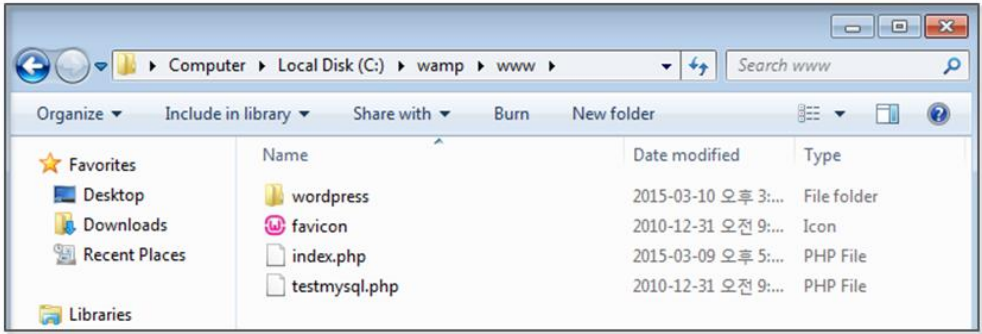 Computer Local Disk (C:) wamp www Search www
Organize Include in library Share with Burn New folder
Favorites
Desktop
Downloads
Recent Places
Libraries
Name Date modified Type
wordpress 2015-03-10 오후 3:... File folder
favicon 2010-12-31 오전 9:... Icon
index.php 2015-03-09 오후 5:... PHP File
testmysql.php 2010-12-31 오전 9:... PHP File